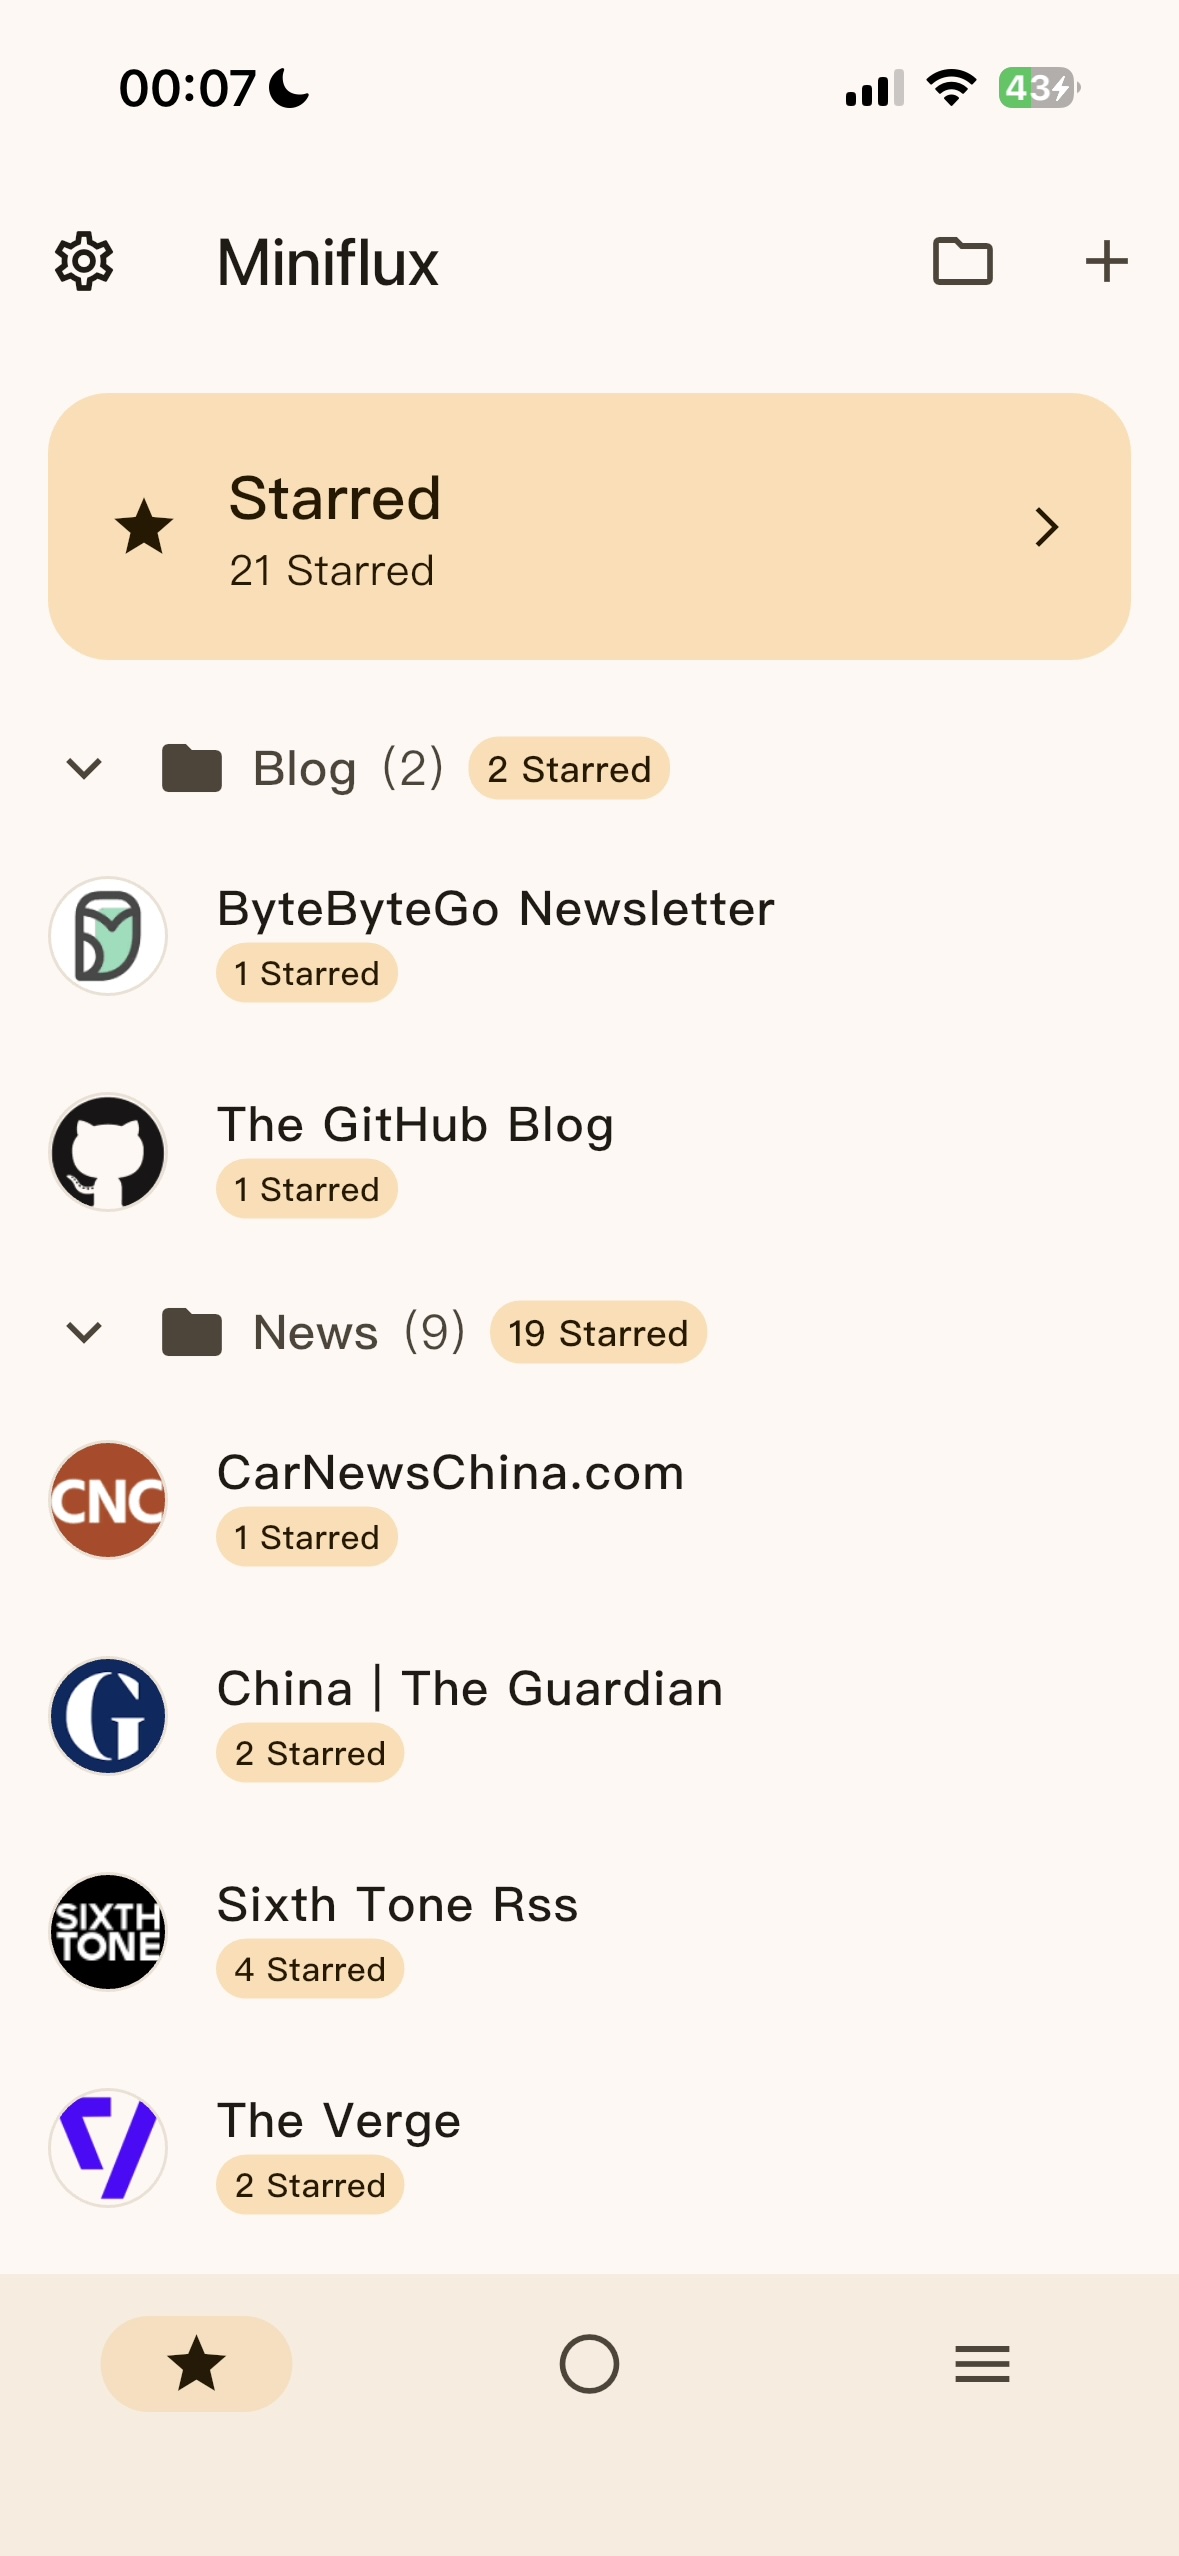 00:07
43
Miniflux
Starred
21 Starred
Blog (2) 2 Starred
ByteByteGo Newsletter
1 Starred
The GitHub Blog
1 Starred
News (9) 19 Starred
CNC
CarNewsChina.com
1 Starred
G
China | The Guardian
2 Starred
SIXTH
TONE
Sixth Tone Rss
4 Starred
The Verge
2 Starred